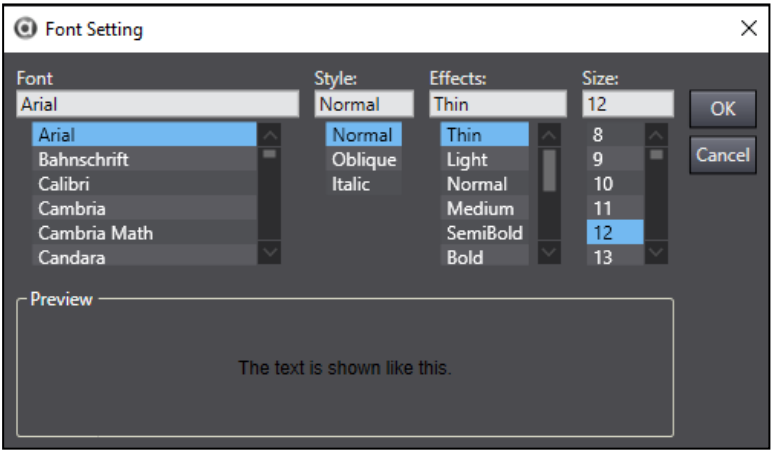 Font Setting
Font Style: Effects: Size:
Arial Normal Thin 12 OK
Arial Normal Thin 8
Bahnschrift Oblique Light 9 Cancel
Calibri Italic Normal 10
Cambria Medium 11
Cambria Math SemiBold 12
Candara Bold 13
Preview
The text is shown like this.